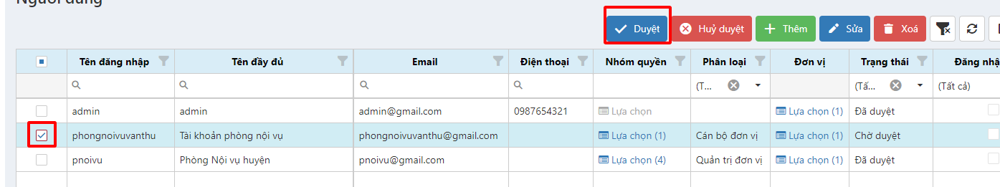 Người dùng
Duyệt Huỷ duyệt Thêm Sửa Xoá
Tên đăng nhập Tên đầy đủ Email Điện thoại Nhóm quyền Phân loại Đơn vị Trạng thái Đăng nhậ
(T... (Tấ... (Tất cả)
admin admin admin@gmail.com 0987654321 Lựa chọn Lựa chọn (1) Đã duyệt
phongnoivuvanthu Tài khoản phòng nội vụ phongnoivuvanthu@gmail.com Lựa chọn (1) Cán bộ đơn vị Lựa chọn (1) Chờ duyệt
pnoivu Phòng Nội vụ huyện pnoivu@gmail.com Lựa chọn (4) Quản trị đơn vị Lựa chọn (1) Đã duyệt